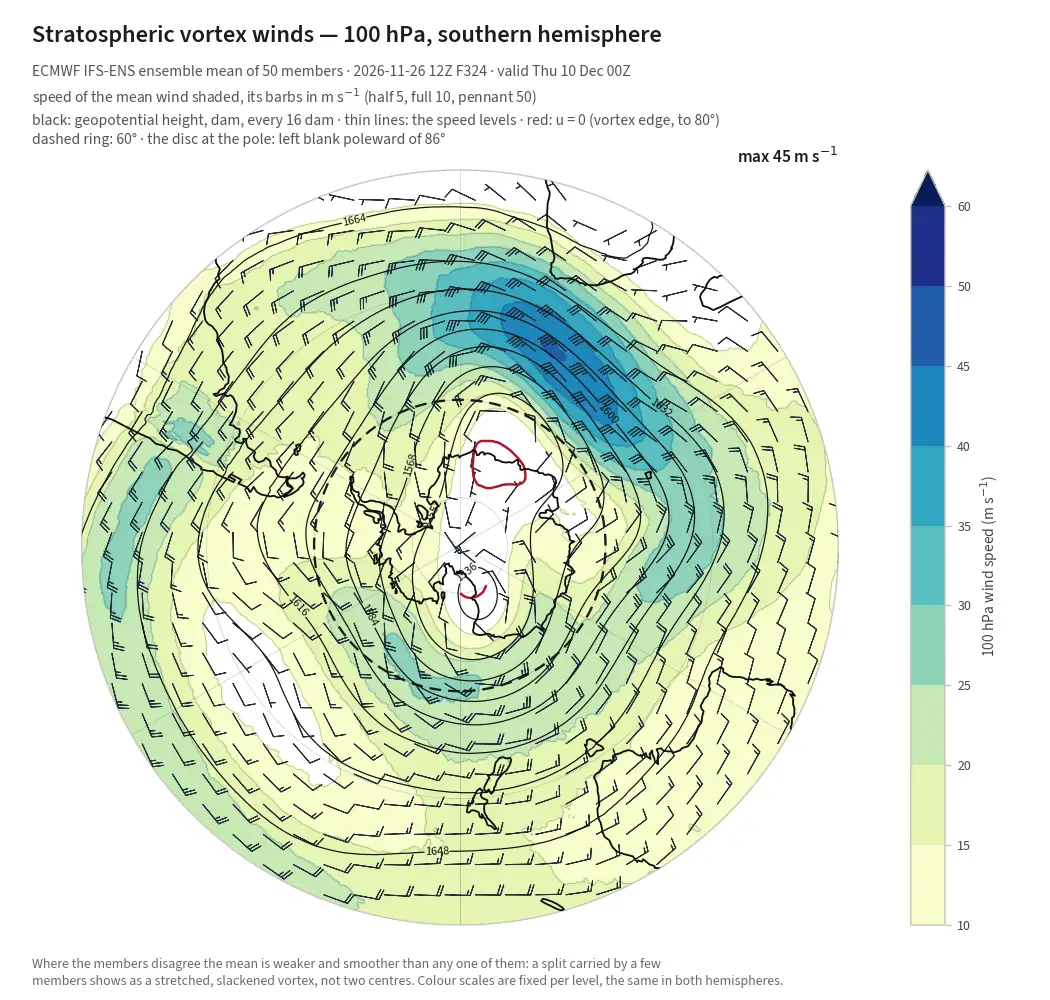 Stratospheric vortex winds — 100 hPa, southern hemisphere
ECMWF IFS-ENS ensemble mean of 50 members · 2026-11-26 12Z F324 · valid Thu 10 Dec 00Z
speed of the mean wind shaded, its barbs in m s⁻¹ (half 5, full 10, pennant 50)
black: geopotential height, dam, every 16 dam · thin lines: the speed levels · red: u = 0 (vortex edge, to 80°)
dashed ring: 60° · the disc at the pole: left blank poleward of 86°
max 45 m s⁻¹
1664
1600
1568
1616
1648
60
50
45
40
35
30
25
20
15
10
100 hPa wind speed (m s⁻¹)
Where the members disagree the mean is weaker and smoother than any one of them: a split carried by a few
members shows as a stretched, slackened vortex, not two centres. Colour scales are fixed per level, the same in both hemispheres.